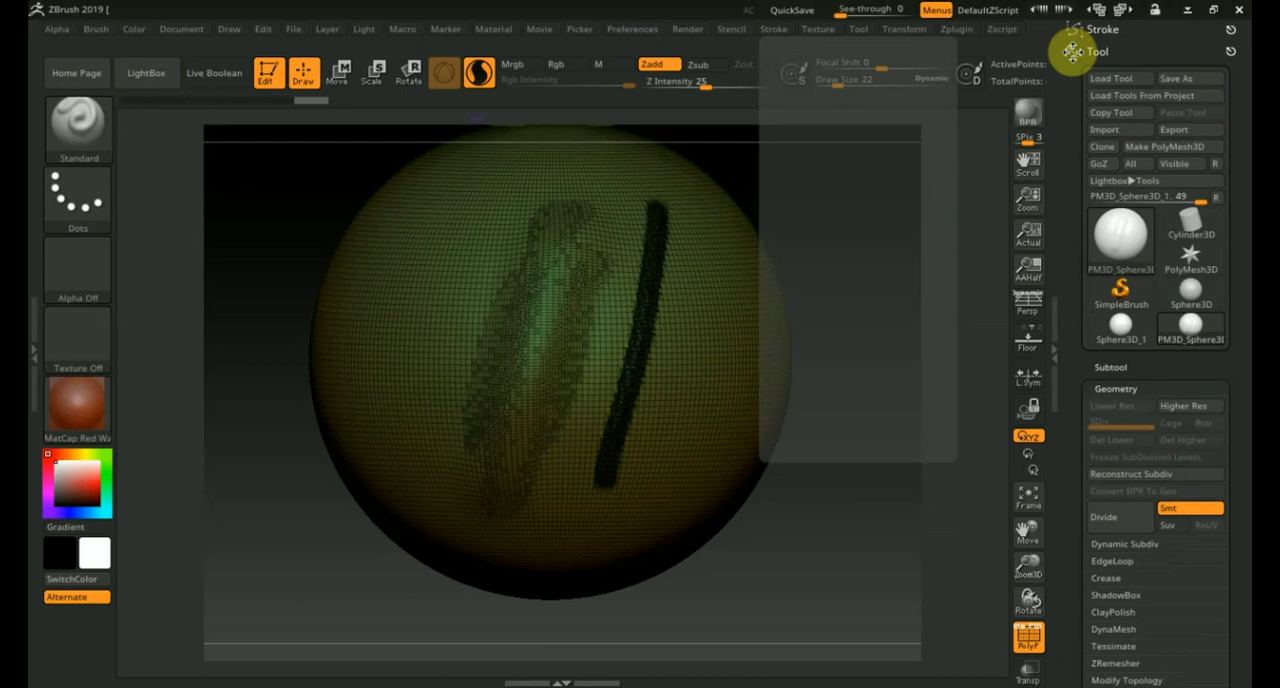 ZBrush 2019 [
AC QuickSave See-through 0 Menus DefaultZScript
Alpha Brush Color Document Draw Edit File Layer Light Macro Marker Material Movie Picker Preferences Render Stencil Stroke Texture Tool Transform Zplugin Zscript
Stroke
Tool
Home Page LightBox Live Boolean Edit Draw Move Scale Rotate
Mrgb Rgb M Zadd Zsub Zcut
Rgb Intensity Z Intensity 25
Focal Shift 0
Draw Size 22 Dynamic
S D
ActivePoints:
TotalPoints:
Standard
Dots
Alpha Off
Texture Off
MatCap Red Wa
Gradient
SwitchColor
Alternate
BPR
SPix 3
Scroll
Zoom
Actual
AAHalf
Dynamic
Persp
Floor
L.Sym
XYZ
Frame
Move
Zoom3D
Rotate
PolyF
Transp
Load Tool Save As
Load Tools From Project
Copy Tool Paste Tool
Import Export
Clone Make PolyMesh3D
GoZ All Visible R
Lightbox▶Tools
PM3D_Sphere3D_1. 49 R
PM3D_Sphere3D Cylinder3D
PolyMesh3D
SimpleBrush Sphere3D
Sphere3D_1 PM3D_Sphere3D
Subtool
Geometry
Lower Res Higher Res
SDiv Cage Rstr
Del Lower Del Higher
Freeze SubDivision Levels
Reconstruct Subdiv
Convert BPR To Geo
Divide Smt
Suv ReUV
Dynamic Subdiv
EdgeLoop
Crease
ShadowBox
ClayPolish
DynaMesh
Tessimate
ZRemesher
Modify Topology